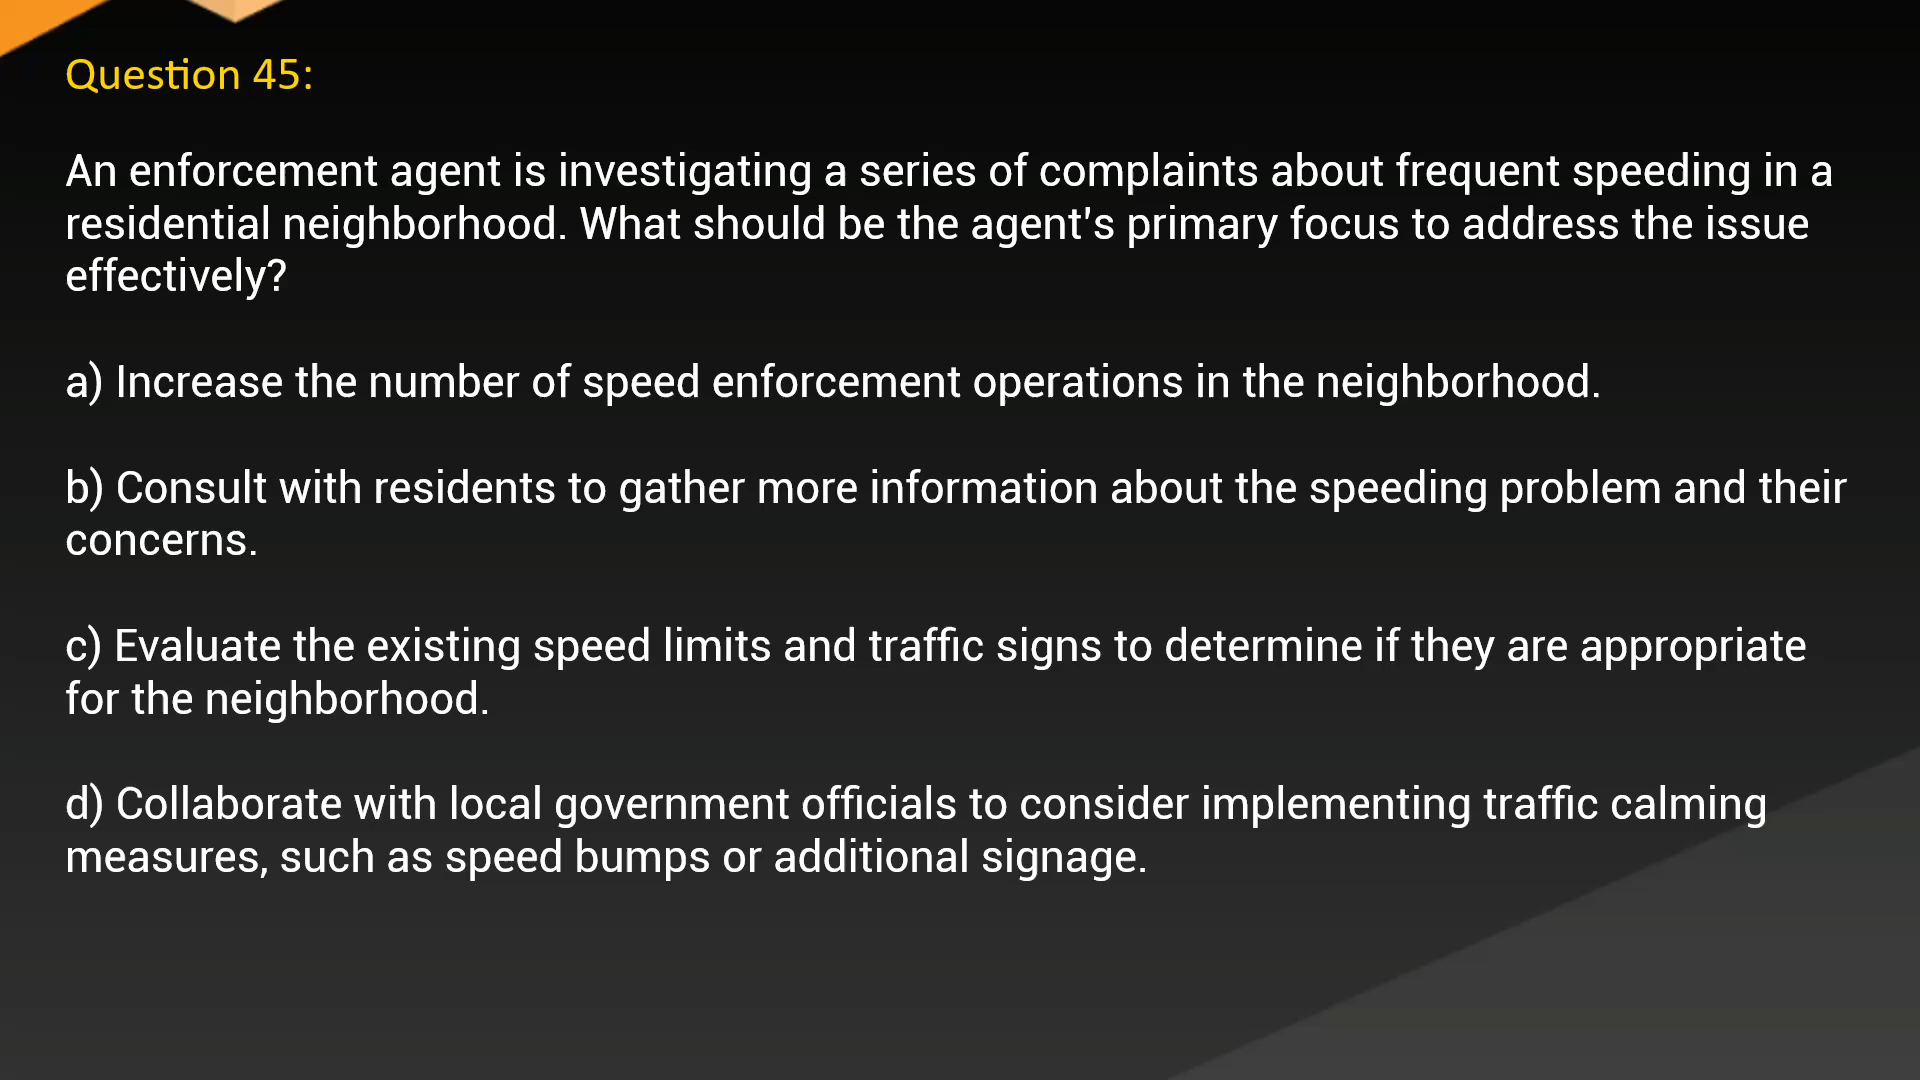 Question 45:
An enforcement agent is investigating a series of complaints about frequent speeding in a
residential neighborhood. What should be the agent's primary focus to address the issue
effectively?
a) Increase the number of speed enforcement operations in the neighborhood.
b) Consult with residents to gather more information about the speeding problem and their
concerns.
c) Evaluate the existing speed limits and traffic signs to determine if they are appropriate
for the neighborhood.
d) Collaborate with local government officials to consider implementing traffic calming
measures, such as speed bumps or additional signage.